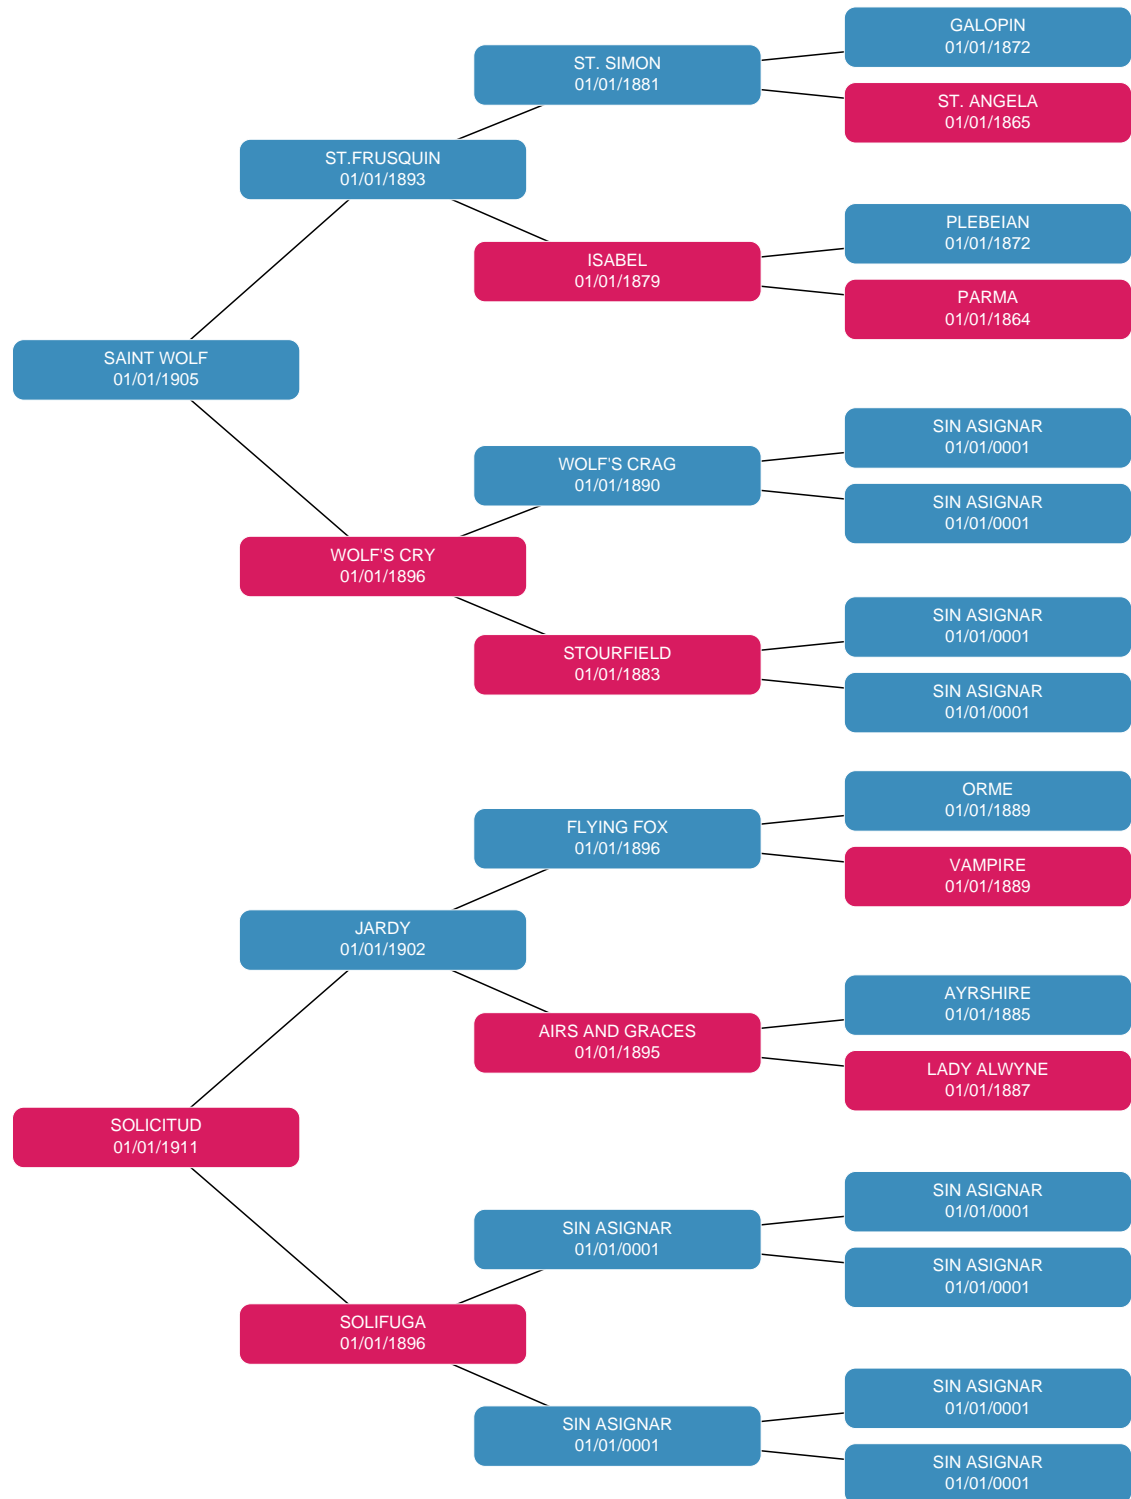 GALOPIN
01/01/1872
ST. SIMON
01/01/1881
ST. ANGELA
01/01/1865
ST.FRUSQUIN
01/01/1893
PLEBEIAN
01/01/1872
ISABEL
01/01/1879
PARMA
01/01/1864
SAINT WOLF
01/01/1905
SIN ASIGNAR
01/01/0001
WOLF'S CRAG
01/01/1890
SIN ASIGNAR
01/01/0001
WOLF'S CRY
01/01/1896
SIN ASIGNAR
01/01/0001
STOURFIELD
01/01/1883
SIN ASIGNAR
01/01/0001
ORME
01/01/1889
FLYING FOX
01/01/1896
VAMPIRE
01/01/1889
JARDY
01/01/1902
AYRSHIRE
01/01/1885
AIRS AND GRACES
01/01/1895
LADY ALWYNE
01/01/1887
SOLICITUD
01/01/1911
SIN ASIGNAR
01/01/0001
SIN ASIGNAR
01/01/0001
SIN ASIGNAR
01/01/0001
SOLIFUGA
01/01/1896
SIN ASIGNAR
01/01/0001
SIN ASIGNAR
01/01/0001
SIN ASIGNAR
01/01/0001